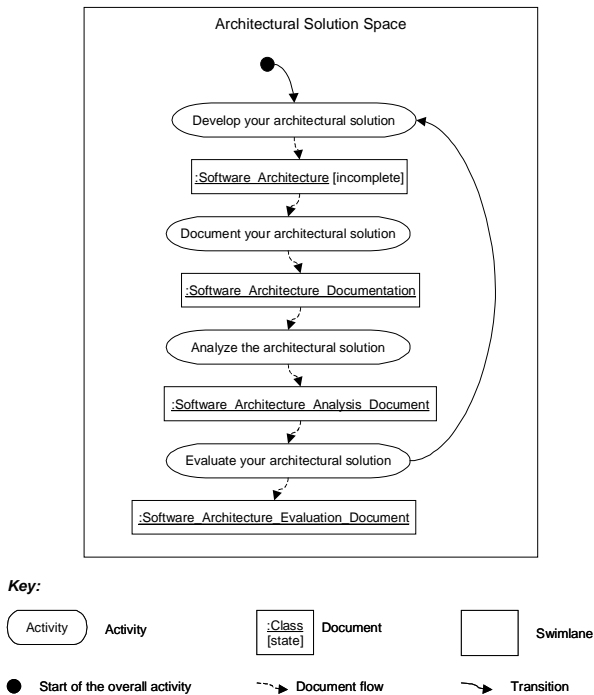 Architectural Solution Space
Develop your architectural solution
:Software_Architecture [incomplete]
Document your architectural solution
:Software_Architecture_Documentation
Analyze the architectural solution
:Software_Architecture_Analysis_Document
Evaluate your architectural solution
:Software_Architecture_Evaluation_Document
Key:
Activity
Activity
:Class
[state]
Document
Swimlane
Start of the overall activity
Document flow
Transition